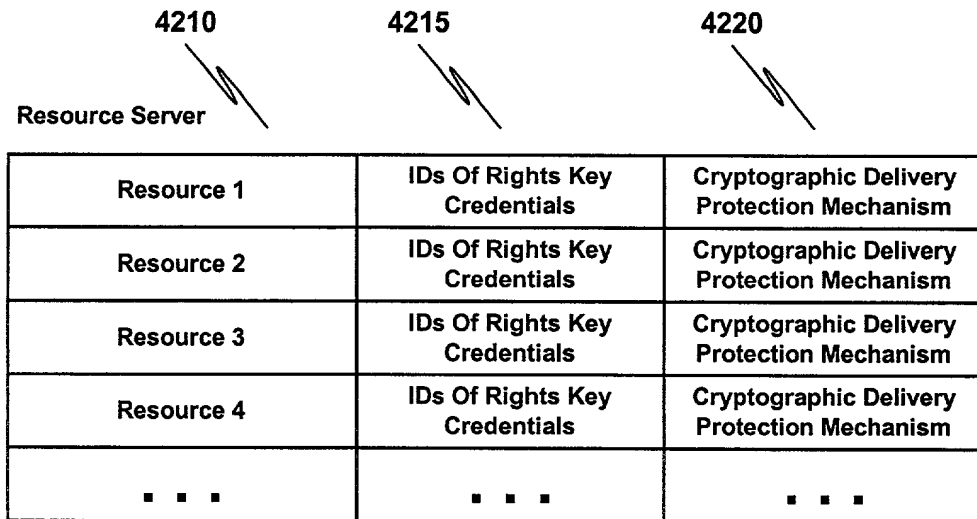 4210 4215 4220
Resource Server
Resource 1
IDs Of Rights Key
Credentials
Cryptographic Delivery
Protection Mechanism
Resource 2
IDs Of Rights Key
Credentials
Cryptographic Delivery
Protection Mechanism
Resource 3
IDs Of Rights Key
Credentials
Cryptographic Delivery
Protection Mechanism
Resource 4
IDs Of Rights Key
Credentials
Cryptographic Delivery
Protection Mechanism
. . . . . . . . .